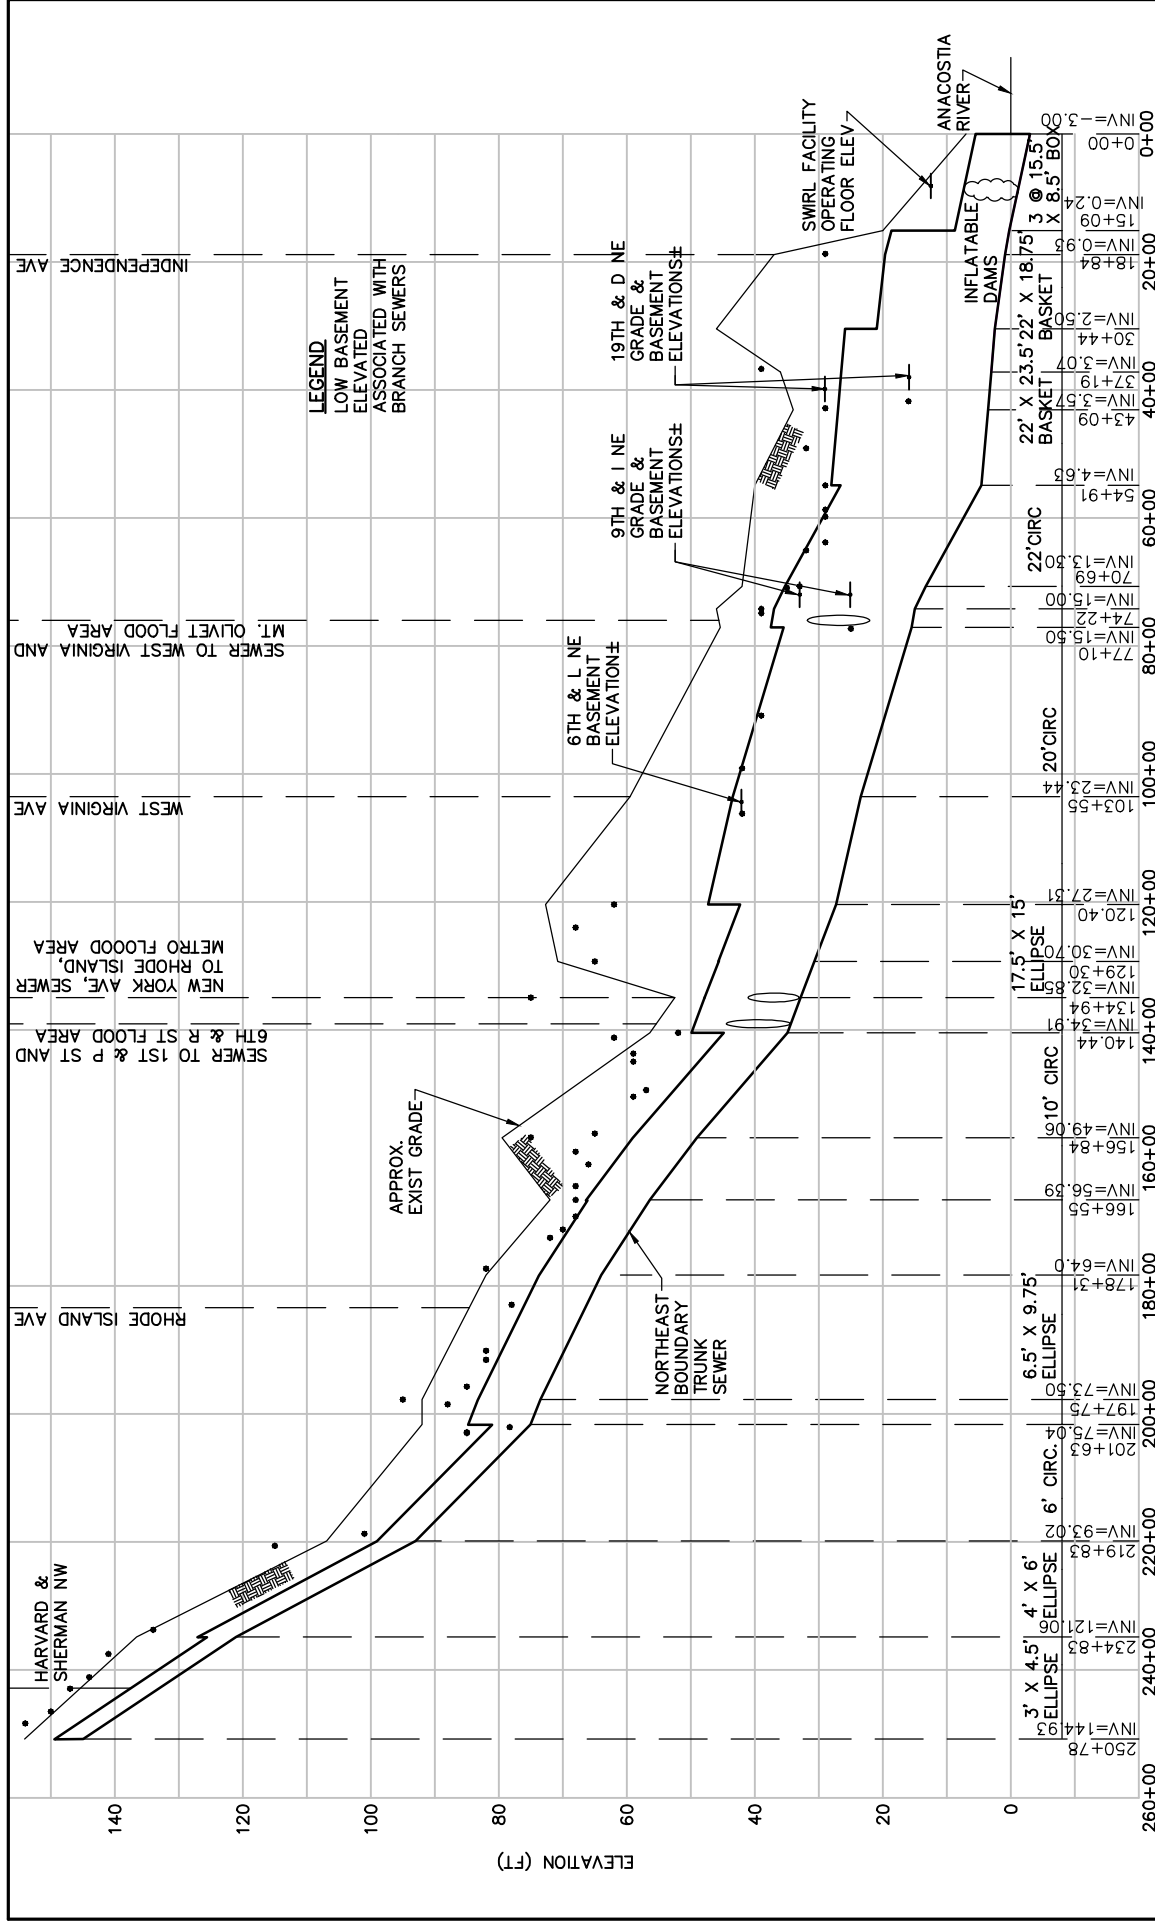 HARVARD &
SHERMAN NW
RHODE ISLAND AVE
SEWER TO 1ST & P ST AND
6TH & R ST FLOOD AREA
NEW YORK AVE, SEWER
TO RHODE ISLAND,
METRO FLOOOD AREA
WEST VIRGINIA AVE
SEWER TO WEST VIRGINIA AND
MT. OLIVET FLOOD AREA
INDEPENDENCE AVE
LEGEND
LOW BASEMENT
ELEVATED
ASSOCIATED WITH
BRANCH SEWERS
APPROX.
EXIST GRADE
6TH & L NE
BASEMENT
ELEVATION±
9TH & I NE
GRADE &
BASEMENT
ELEVATIONS±
19TH & D NE
GRADE &
BASEMENT
ELEVATIONS±
SWIRL FACILITY
OPERATING
FLOOR ELEV
ANACOSTIA
RIVER
INFLATABLE
DAMS
NORTHEAST
BOUNDARY
TRUNK
SEWER
ELEVATION (FT)
140
120
100
80
60
40
20
0
3' X 4.5'
ELLIPSE
4' X 6'
ELLIPSE
6' CIRC.
6.5' X 9.75'
ELLIPSE
10' CIRC
17.5' X 15'
ELLIPSE
20'CIRC
22'CIRC
22' X 23.5'
BASKET
22' X 18.75'
BASKET
3 @ 15.5'
X 8.5' BOX
250+78
INV=144.93
234+83
INV=121.06
219+83
INV=93.02
201+63
INV=75.04
197+75
INV=73.50
178+31
INV=64.0
166+55
INV=56.39
156+84
INV=49.06
140.44
INV=34.91
134+94
INV=32.85
129+30
INV=30.70
120.40
INV=27.31
103+55
INV=23.44
77+10
INV=15.50
74+22
INV=15.00
70+69
INV=13.30
54+91
INV=4.63
43+09
INV=3.57
37+19
INV=3.07
30+44
INV=2.50
18+84
INV=0.93
15+09
INV=0.24
0+00
INV=-3.00
260+00
240+00
220+00
200+00
180+00
160+00
140+00
120+00
100+00
80+00
60+00
40+00
20+00
0+00